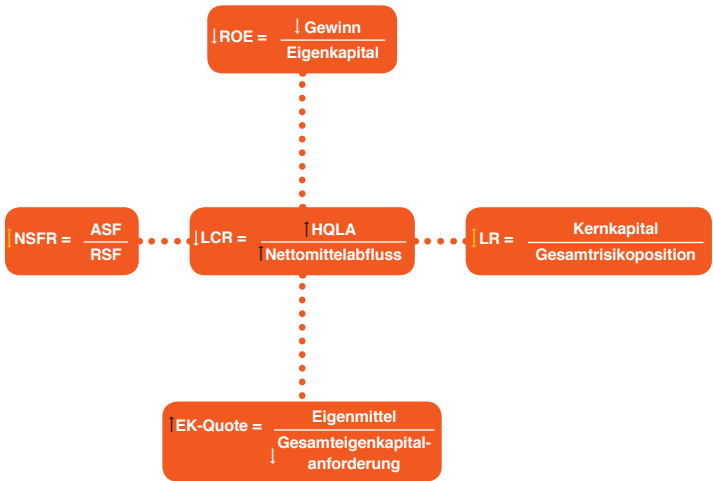 ↓ROE = ↓Gewinn
Eigenkapital
↕NSFR = ASF
RSF
↓LCR = ↑HQLA
↑Nettomittelabfluss
↕LR = Kernkapital
Gesamtrisikoposition
↑EK-Quote = Eigenmittel
↓Gesamteigenkapital-
anforderung